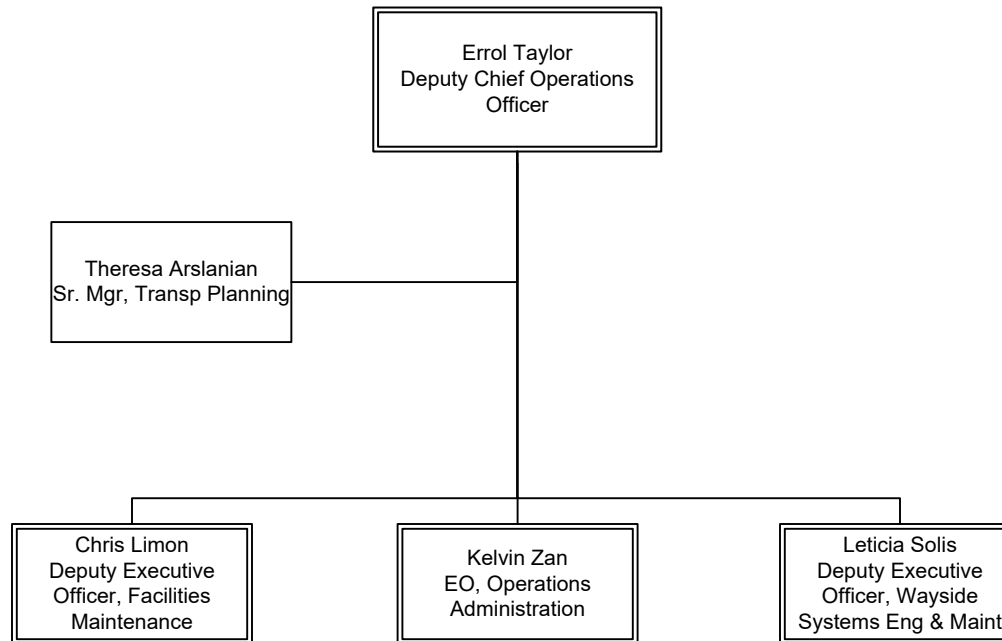 Errol Taylor
Deputy Chief Operations
Officer
Theresa Arslanian
Sr. Mgr, Transp Planning
Chris Limon
Deputy Executive
Officer, Facilities
Maintenance
Kelvin Zan
EO, Operations
Administration
Leticia Solis
Deputy Executive
Officer, Wayside
Systems Eng & Maint